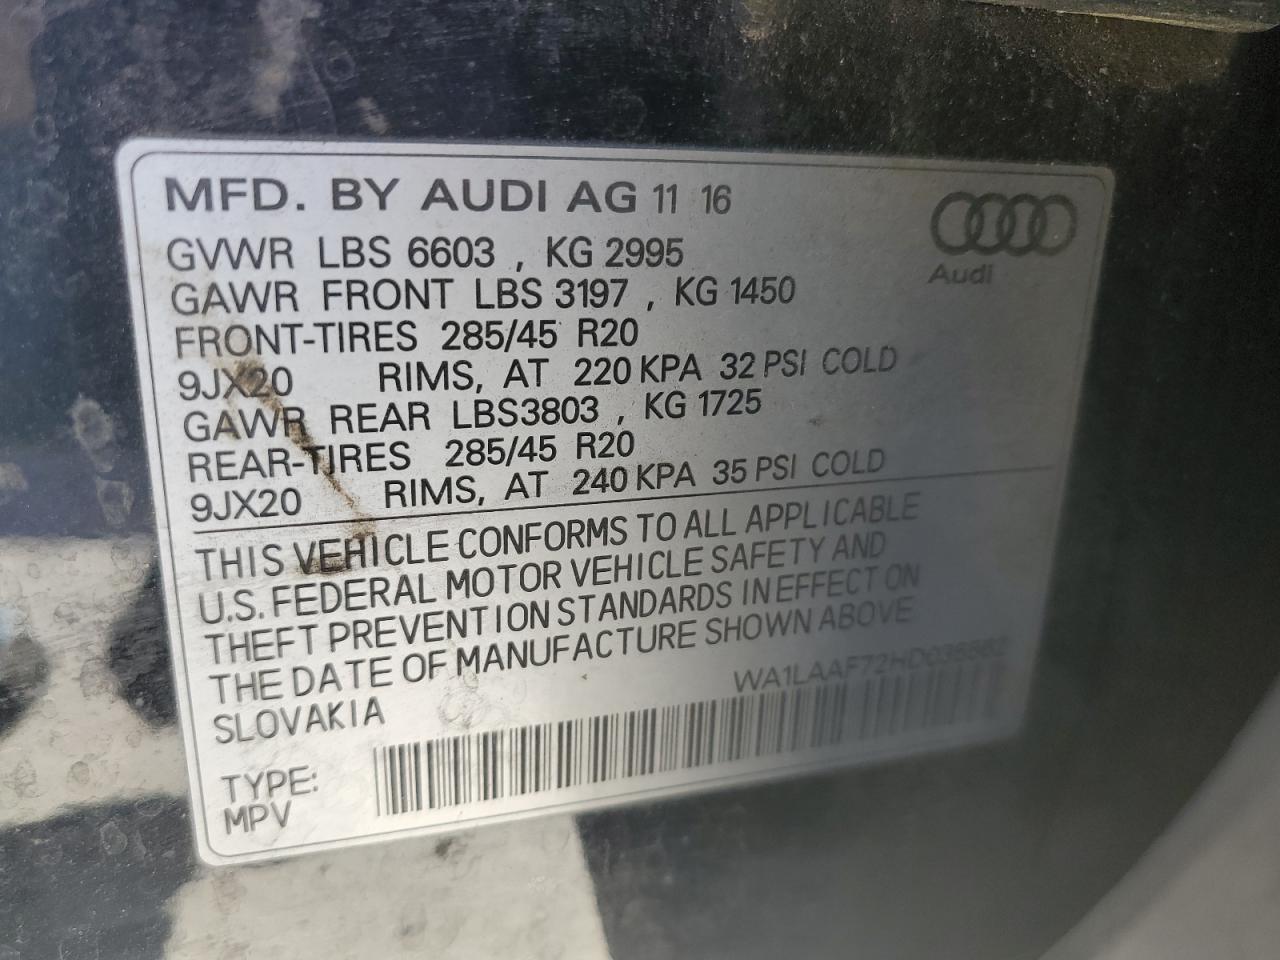 MFD. BY AUDI AG 11 16
GVWR LBS 6603 , KG 2995
Audi
GAWR FRONT LBS 3197 , KG 1450
FRONT-TIRES 285/45 R20
9JX20 RIMS, AT 220 KPA 32 PSI COLD
GAWR REAR LBS3803 , KG 1725
REAR-TIRES 285/45 R20
9JX20 RIMS, AT 240 KPA 35 PSI COLD
THIS VEHICLE CONFORMS TO ALL APPLICABLE
U.S. FEDERAL MOTOR VEHICLE SAFETY AND
THEFT PREVENTION STANDARDS IN EFFECT ON
THE DATE OF MANUFACTURE SHOWN ABOVE
SLOVAKIA
TYPE:
MPV